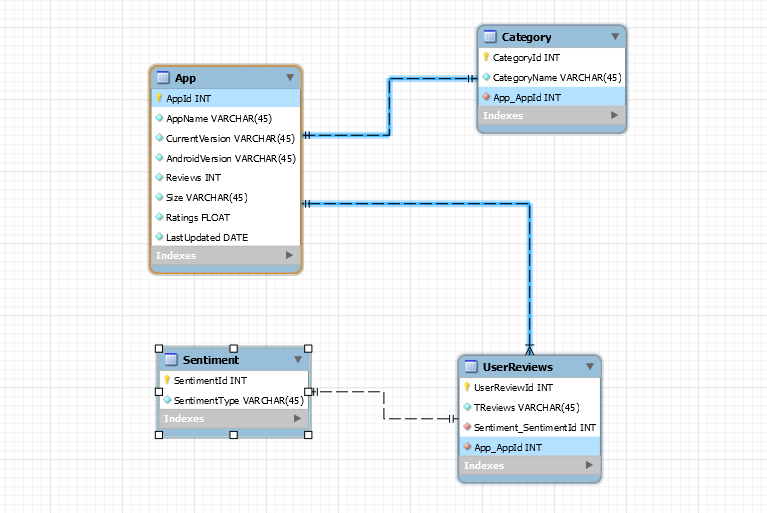 App
AppId INT
AppName VARCHAR(45)
CurrentVersion VARCHAR(45)
AndroidVersion VARCHAR(45)
Reviews INT
Size VARCHAR(45)
Ratings FLOAT
LastUpdated DATE
Indexes
Category
CategoryId INT
CategoryName VARCHAR(45)
App_AppId INT
Indexes
Sentiment
SentimentId INT
SentimentType VARCHAR(45)
Indexes
UserReviews
UserReviewId INT
TReviews VARCHAR(45)
Sentiment_SentimentId INT
App_AppId INT
Indexes